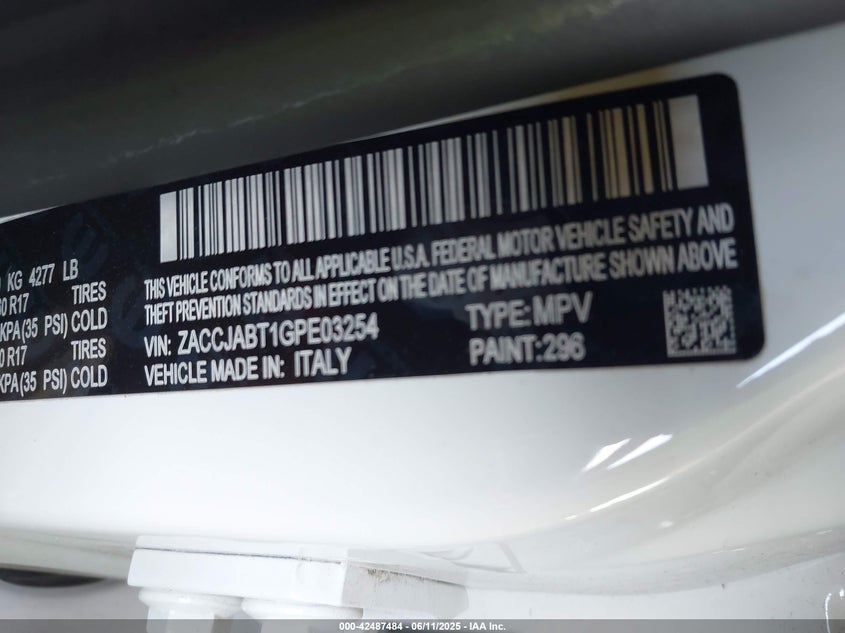 KG 4277 LB
R17 TIRES
KPA (35 PSI) COLD
R17 TIRES
KPA (35 PSI) COLD
THIS VEHICLE CONFORMS TO ALL APPLICABLE U.S.A. FEDERAL MOTOR VEHICLE SAFETY AND
THEFT PREVENTION STANDARDS IN EFFECT ON THE DATE OF MANUFACTURE SHOWN ABOVE
VIN: ZACCJABT1GPE03254 TYPE: MPV
VEHICLE MADE IN: ITALY PAINT: 296
000-42487484 - 06/11/2025 - IAA Inc.